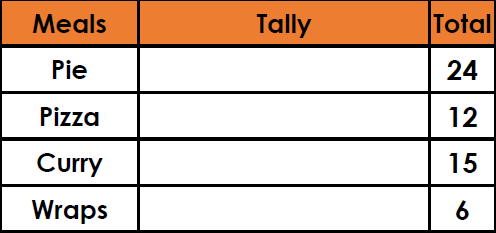 Meals Tally Total
Pie 24
Pizza 12
Curry 15
Wraps 6